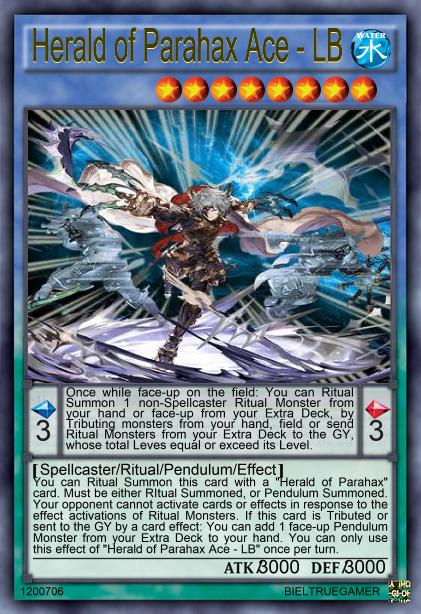 Herald of Parahax Ace - LB
WATER
水
Once while face-up on the field: You can Ritual
Summon 1 non-Spellcaster Ritual Monster from
your hand or face-up from your Extra Deck, by
Tributing monsters from your hand, field or send
Ritual Monsters from your Extra Deck to the GY,
whose total Leves equal or exceed its Level.
3
3
[Spellcaster/Ritual/Pendulum/Effect]
You can Ritual Summon this card with a "Herald of Parahax"
card. Must be either RItual Summoned, or Pendulum Summoned.
Your opponent cannot activate cards or effects in response to the
effect activations of Ritual Monsters. If this card is Tributed or
sent to the GY by a card effect: You can add 1 face-up Pendulum
Monster from your Extra Deck to your hand. You can only use
this effect of "Herald of Parahax Ace - LB" once per turn.
ATK 3000 DEF 3000
1200706
BIELTRUEGAMER